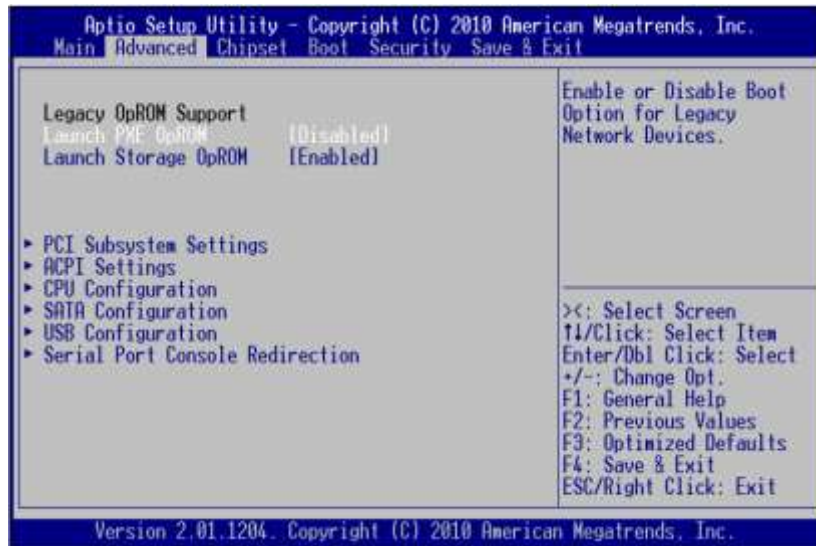 Aptio Setup Utility - Copyright (C) 2010 American Megatrends, Inc.
Main Advanced Chipset Boot Security Save & Exit
Legacy OpROM Support
Launch PXE OpROM [Disabled]
Launch Storage OpROM [Enabled]
► PCI Subsystem Settings
► ACPI Settings
► CPU Configuration
► SATA Configuration
► USB Configuration
► Serial Port Console Redirection
Enable or Disable Boot
Option for Legacy
Network Devices.
><: Select Screen
↑↓/Click: Select Item
Enter/Dbl Click: Select
+/-: Change Opt.
F1: General Help
F2: Previous Values
F3: Optimized Defaults
F4: Save & Exit
ESC/Right Click: Exit
Version 2.01.1204. Copyright (C) 2010 American Megatrends, Inc.